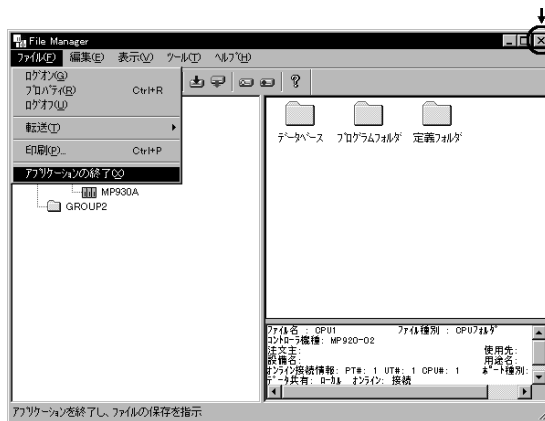 File Manager
ファイル(F) 編集(E) 表示(V) ツール(T) ヘルプ(H)
ログオン(G)
プロパティ(R) Ctrl+R
ログオフ(U)
転送(T)
印刷(P)... Ctrl+P
アプリケーションの終了(X)
MP930A
GROUP2
データベース プログラムフォルダ 定義フォルダ
ファイル名 : CPU1 ファイル種別 : CPUフォルダ
コントローラ機種: MP920-02
注文主: 使用先:
設備名: 用途名:
オンライン接続情報: PT#: 1 UT#: 1 CPU#: 1 ポート種別:
データ共有: ローカル オンライン: 接続
アプリケーションを終了し、ファイルの保存を指示